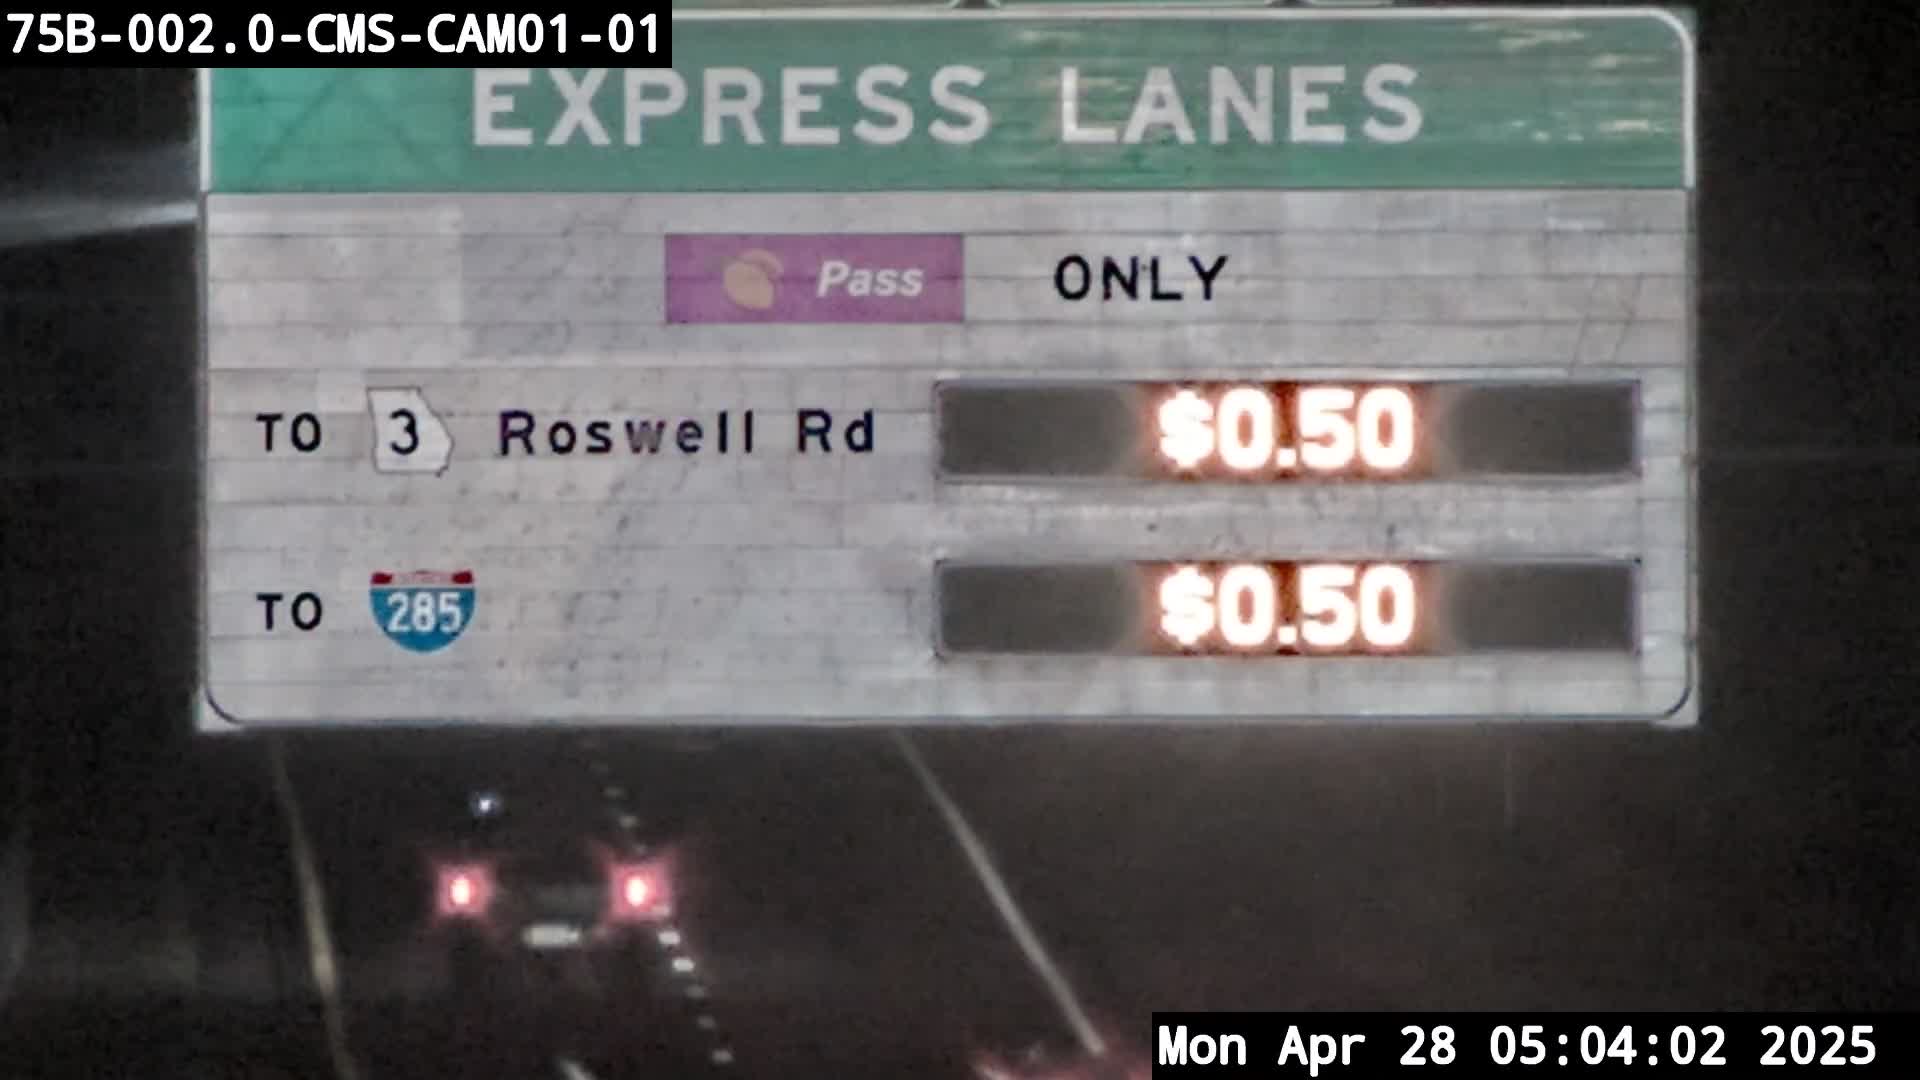 75B-002.0-CMS-CAM01-01
EXPRESS LANES
Pass ONLY
TO 3 Roswell Rd $0.50
TO 285 $0.50
Mon Apr 28 05:04:02 2025